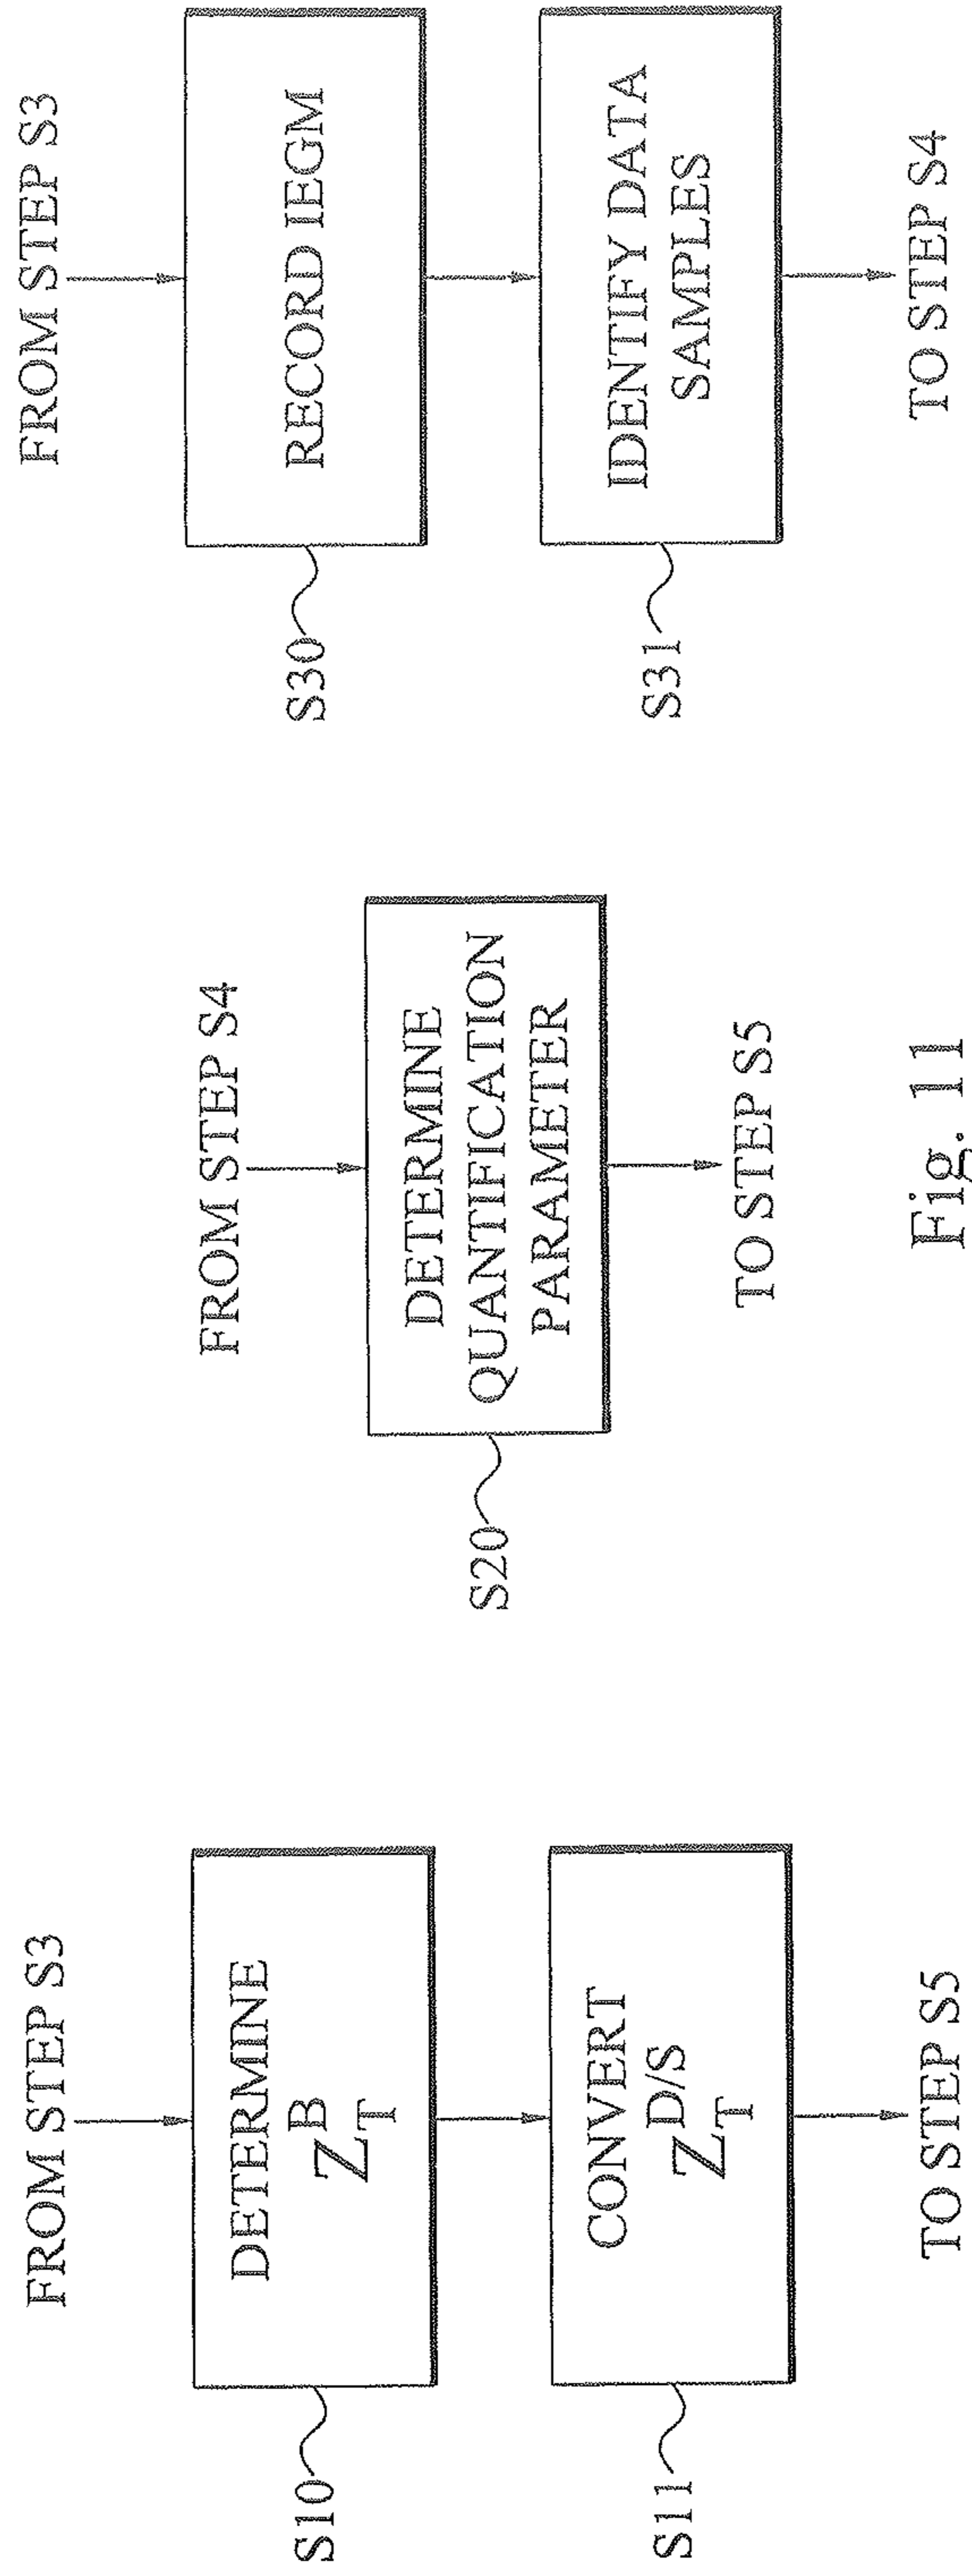 FROM STEP S3
DETERMINE
Z_T^B
S10
CONVERT
Z_T^{D/S}
S11
TO STEP S5
FROM STEP S4
DETERMINE
QUANTIFICATION
PARAMETER
S20
TO STEP S5
Fig. 11
FROM STEP S3
RECORD IEGM
S30
IDENTIFY DATA
SAMPLES
S31
TO STEP S4